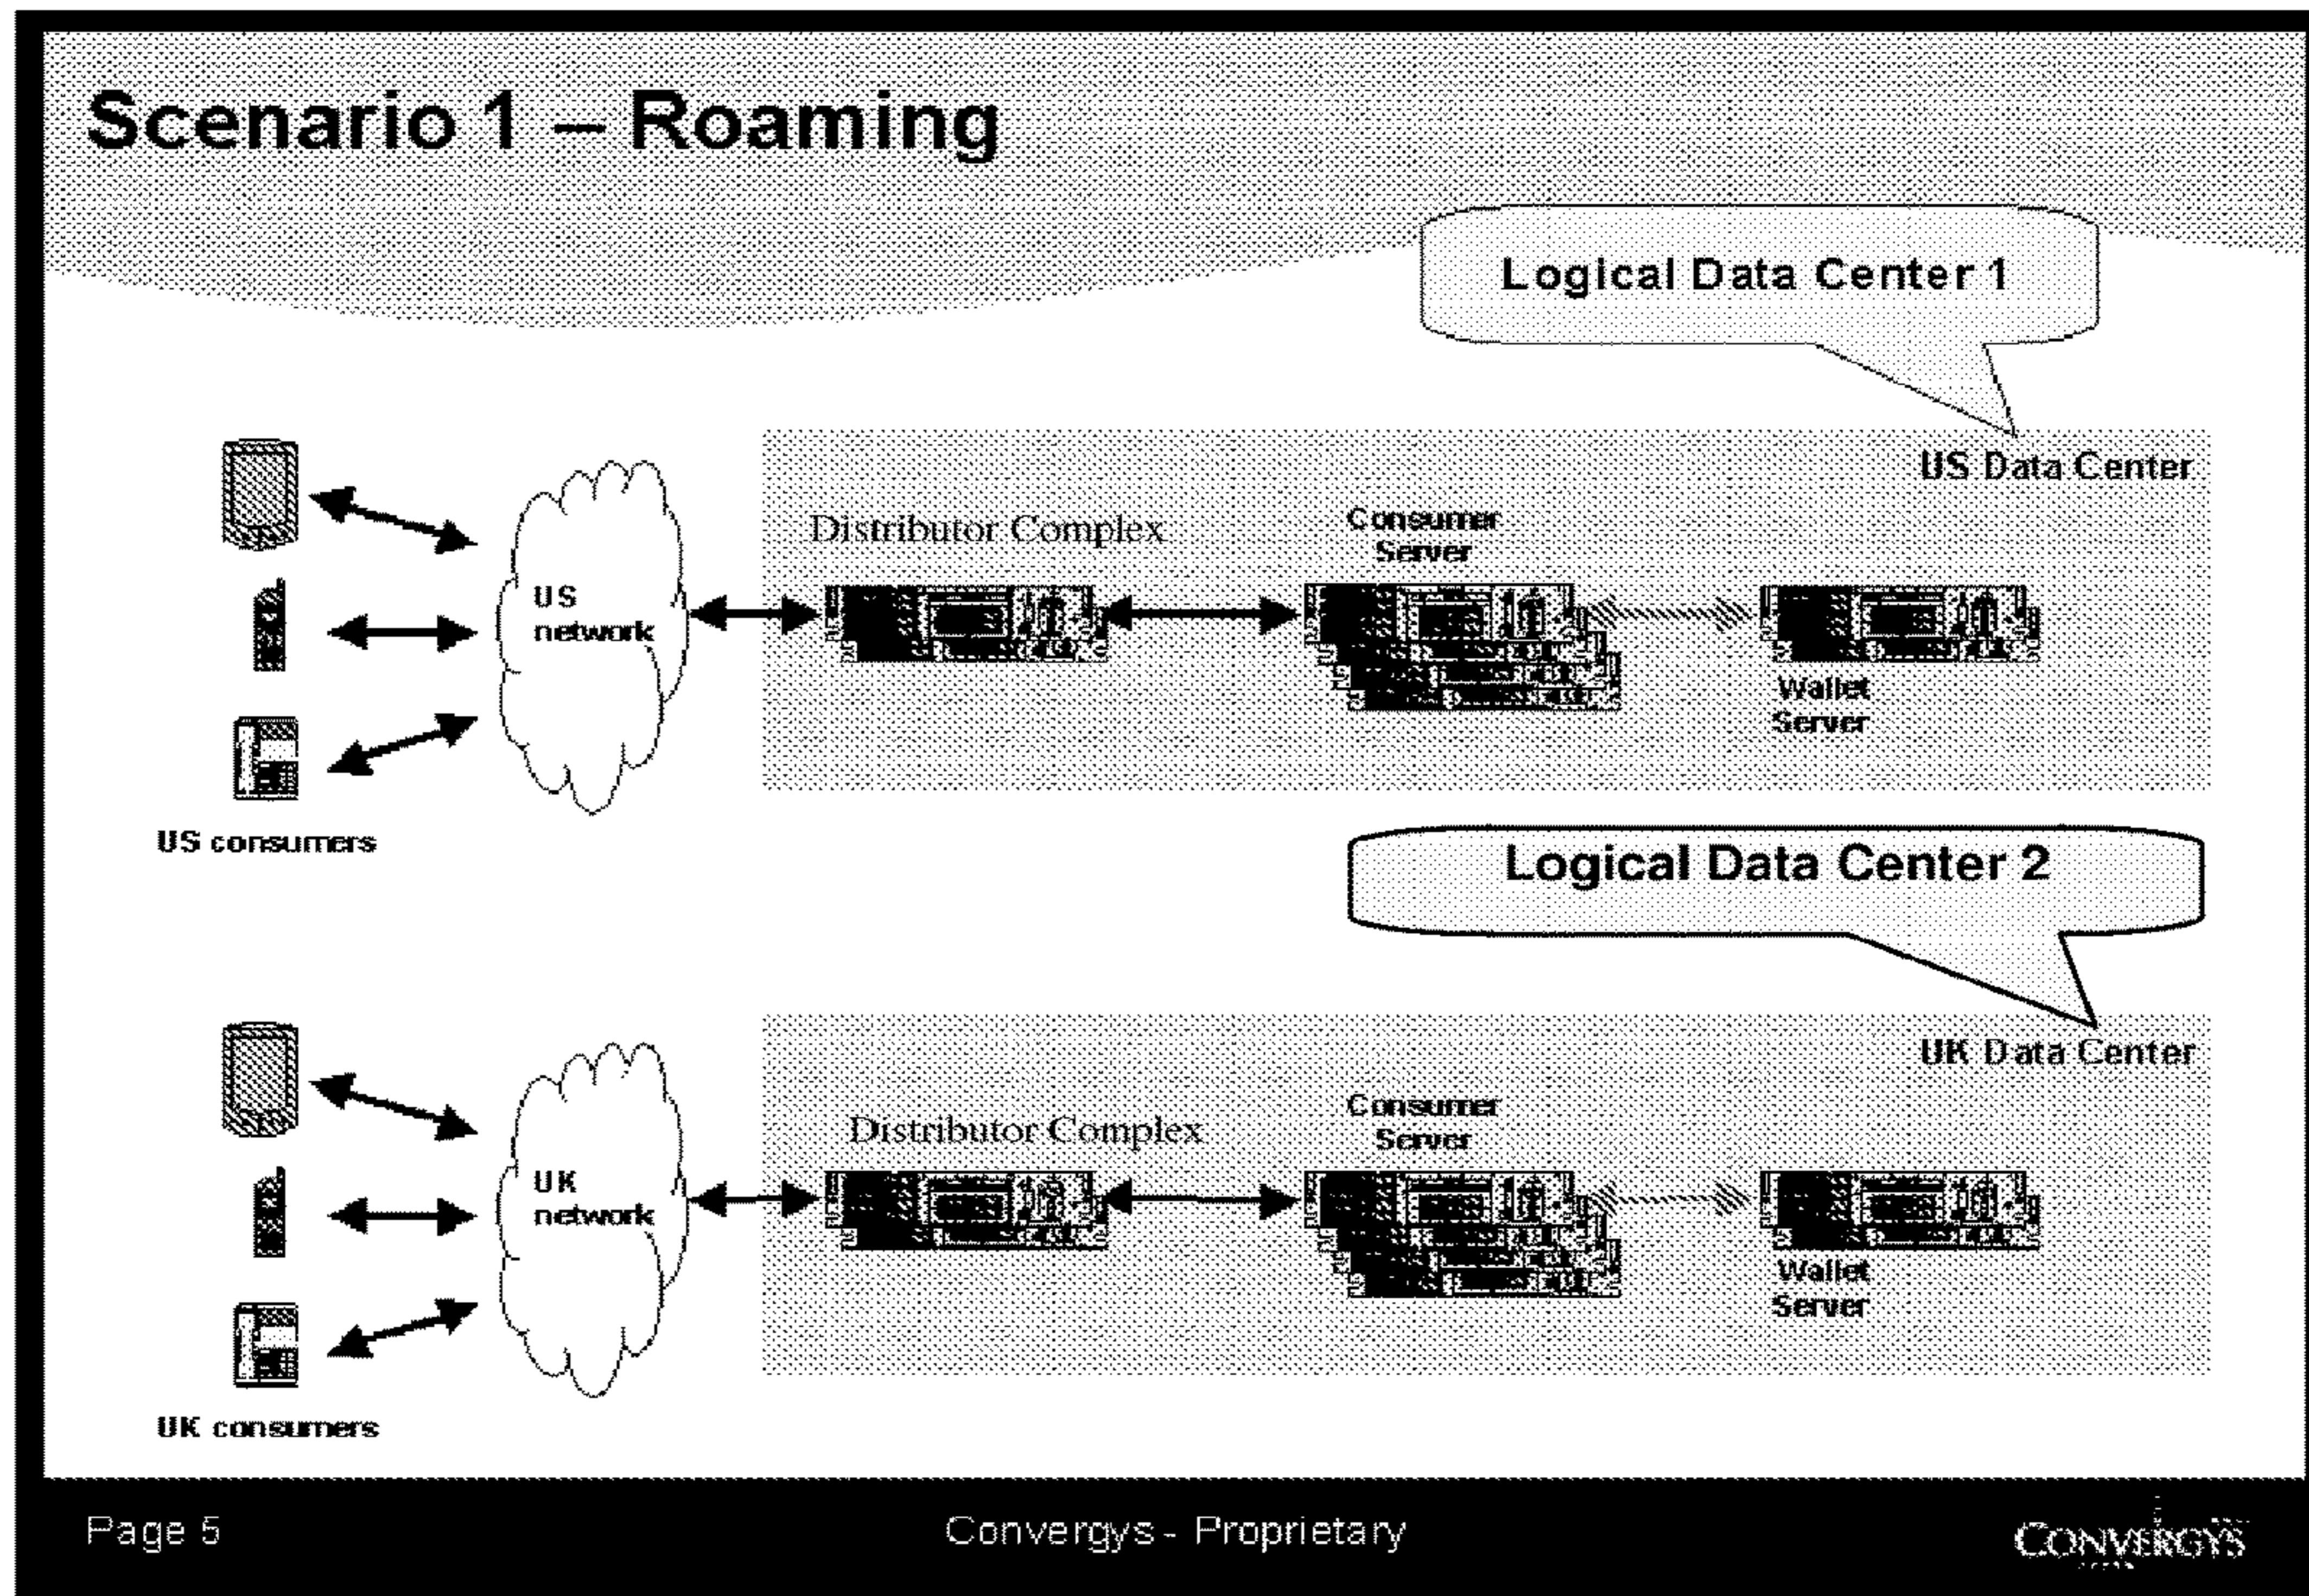 Scenario 1 – Roaming
Logical Data Center 1
US Data Center
Distributor Complex
Consumer
Server
US
network
Wallet
Server
US consumers
Logical Data Center 2
UK Data Center
Distributor Complex
Consumer
Server
UK
network
Wallet
Server
UK consumers
Page 5
Convergys - Proprietary
CONVERGYS